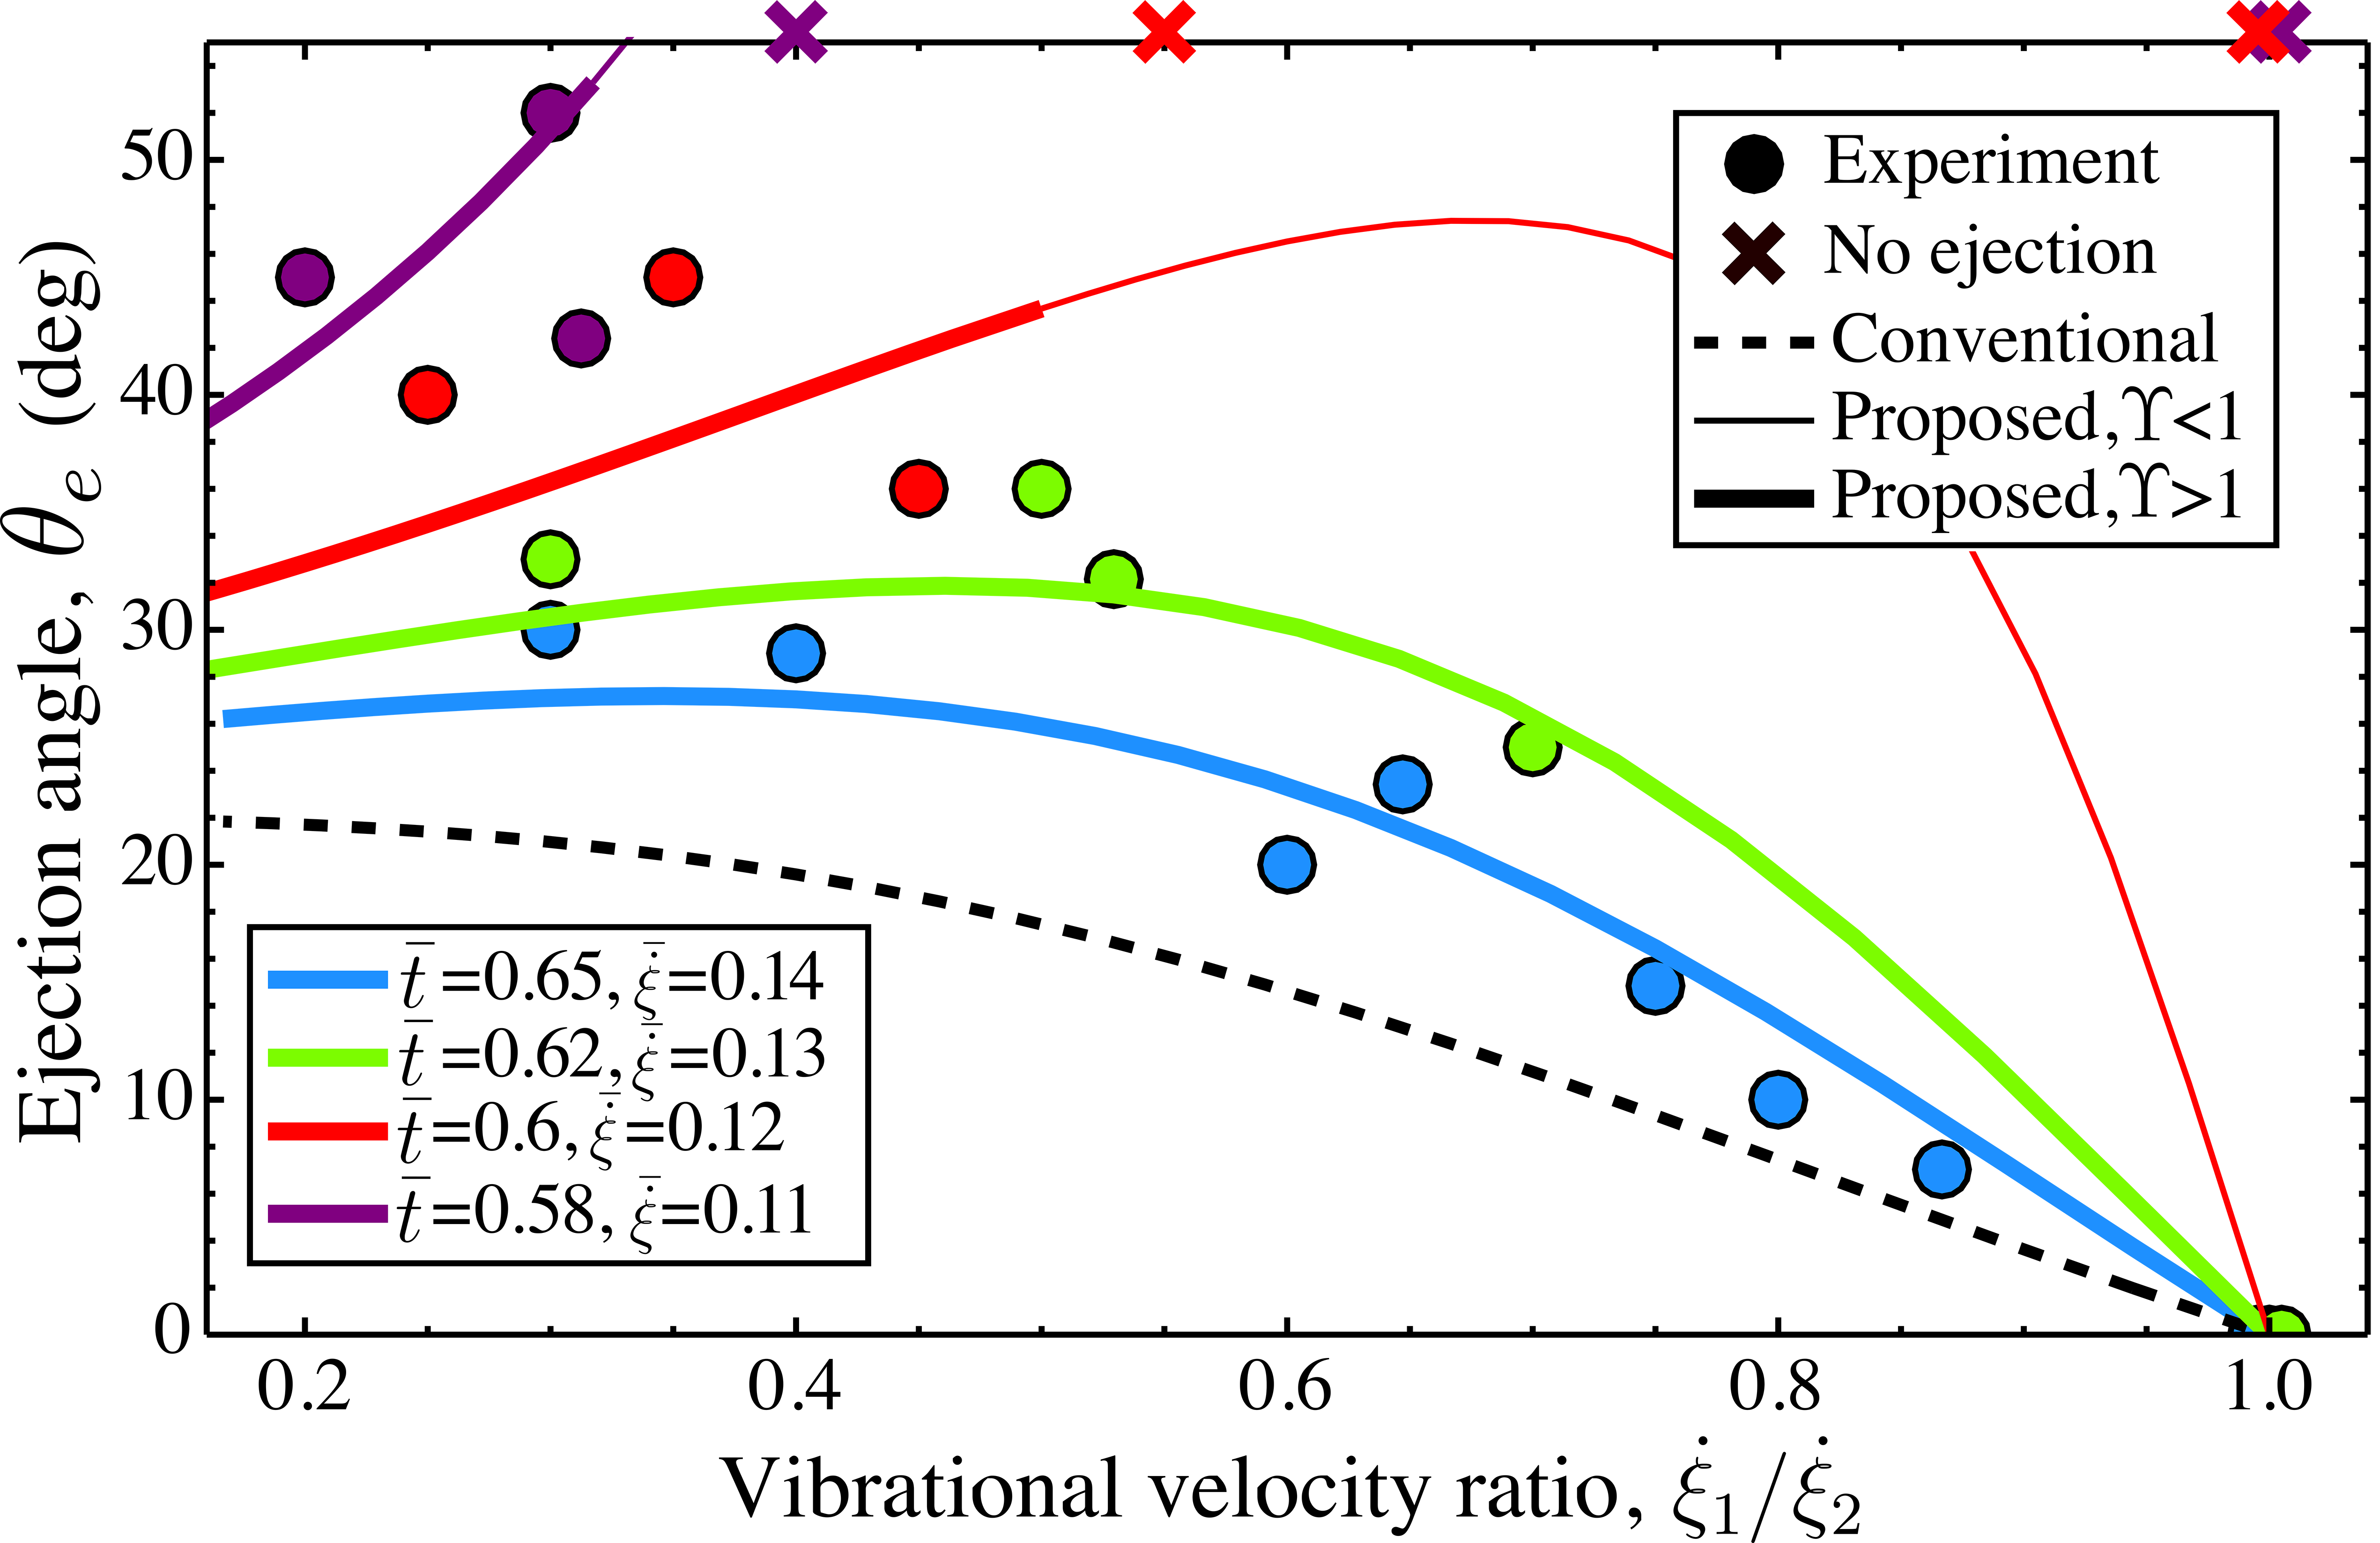 Ejection angle, θe (deg)
50
40
30
20
10
0
Experiment
No ejection
Conventional
Proposed, ϒ<1
Proposed, ϒ>1
t̄=0.65, ξ̇̄=0.14
t̄=0.62, ξ̇̄=0.13
t̄=0.6, ξ̇̄=0.12
t̄=0.58, ξ̇̄=0.11
0.2 0.4 0.6 0.8 1.0
Vibrational velocity ratio, ξ̇1/ξ̇2